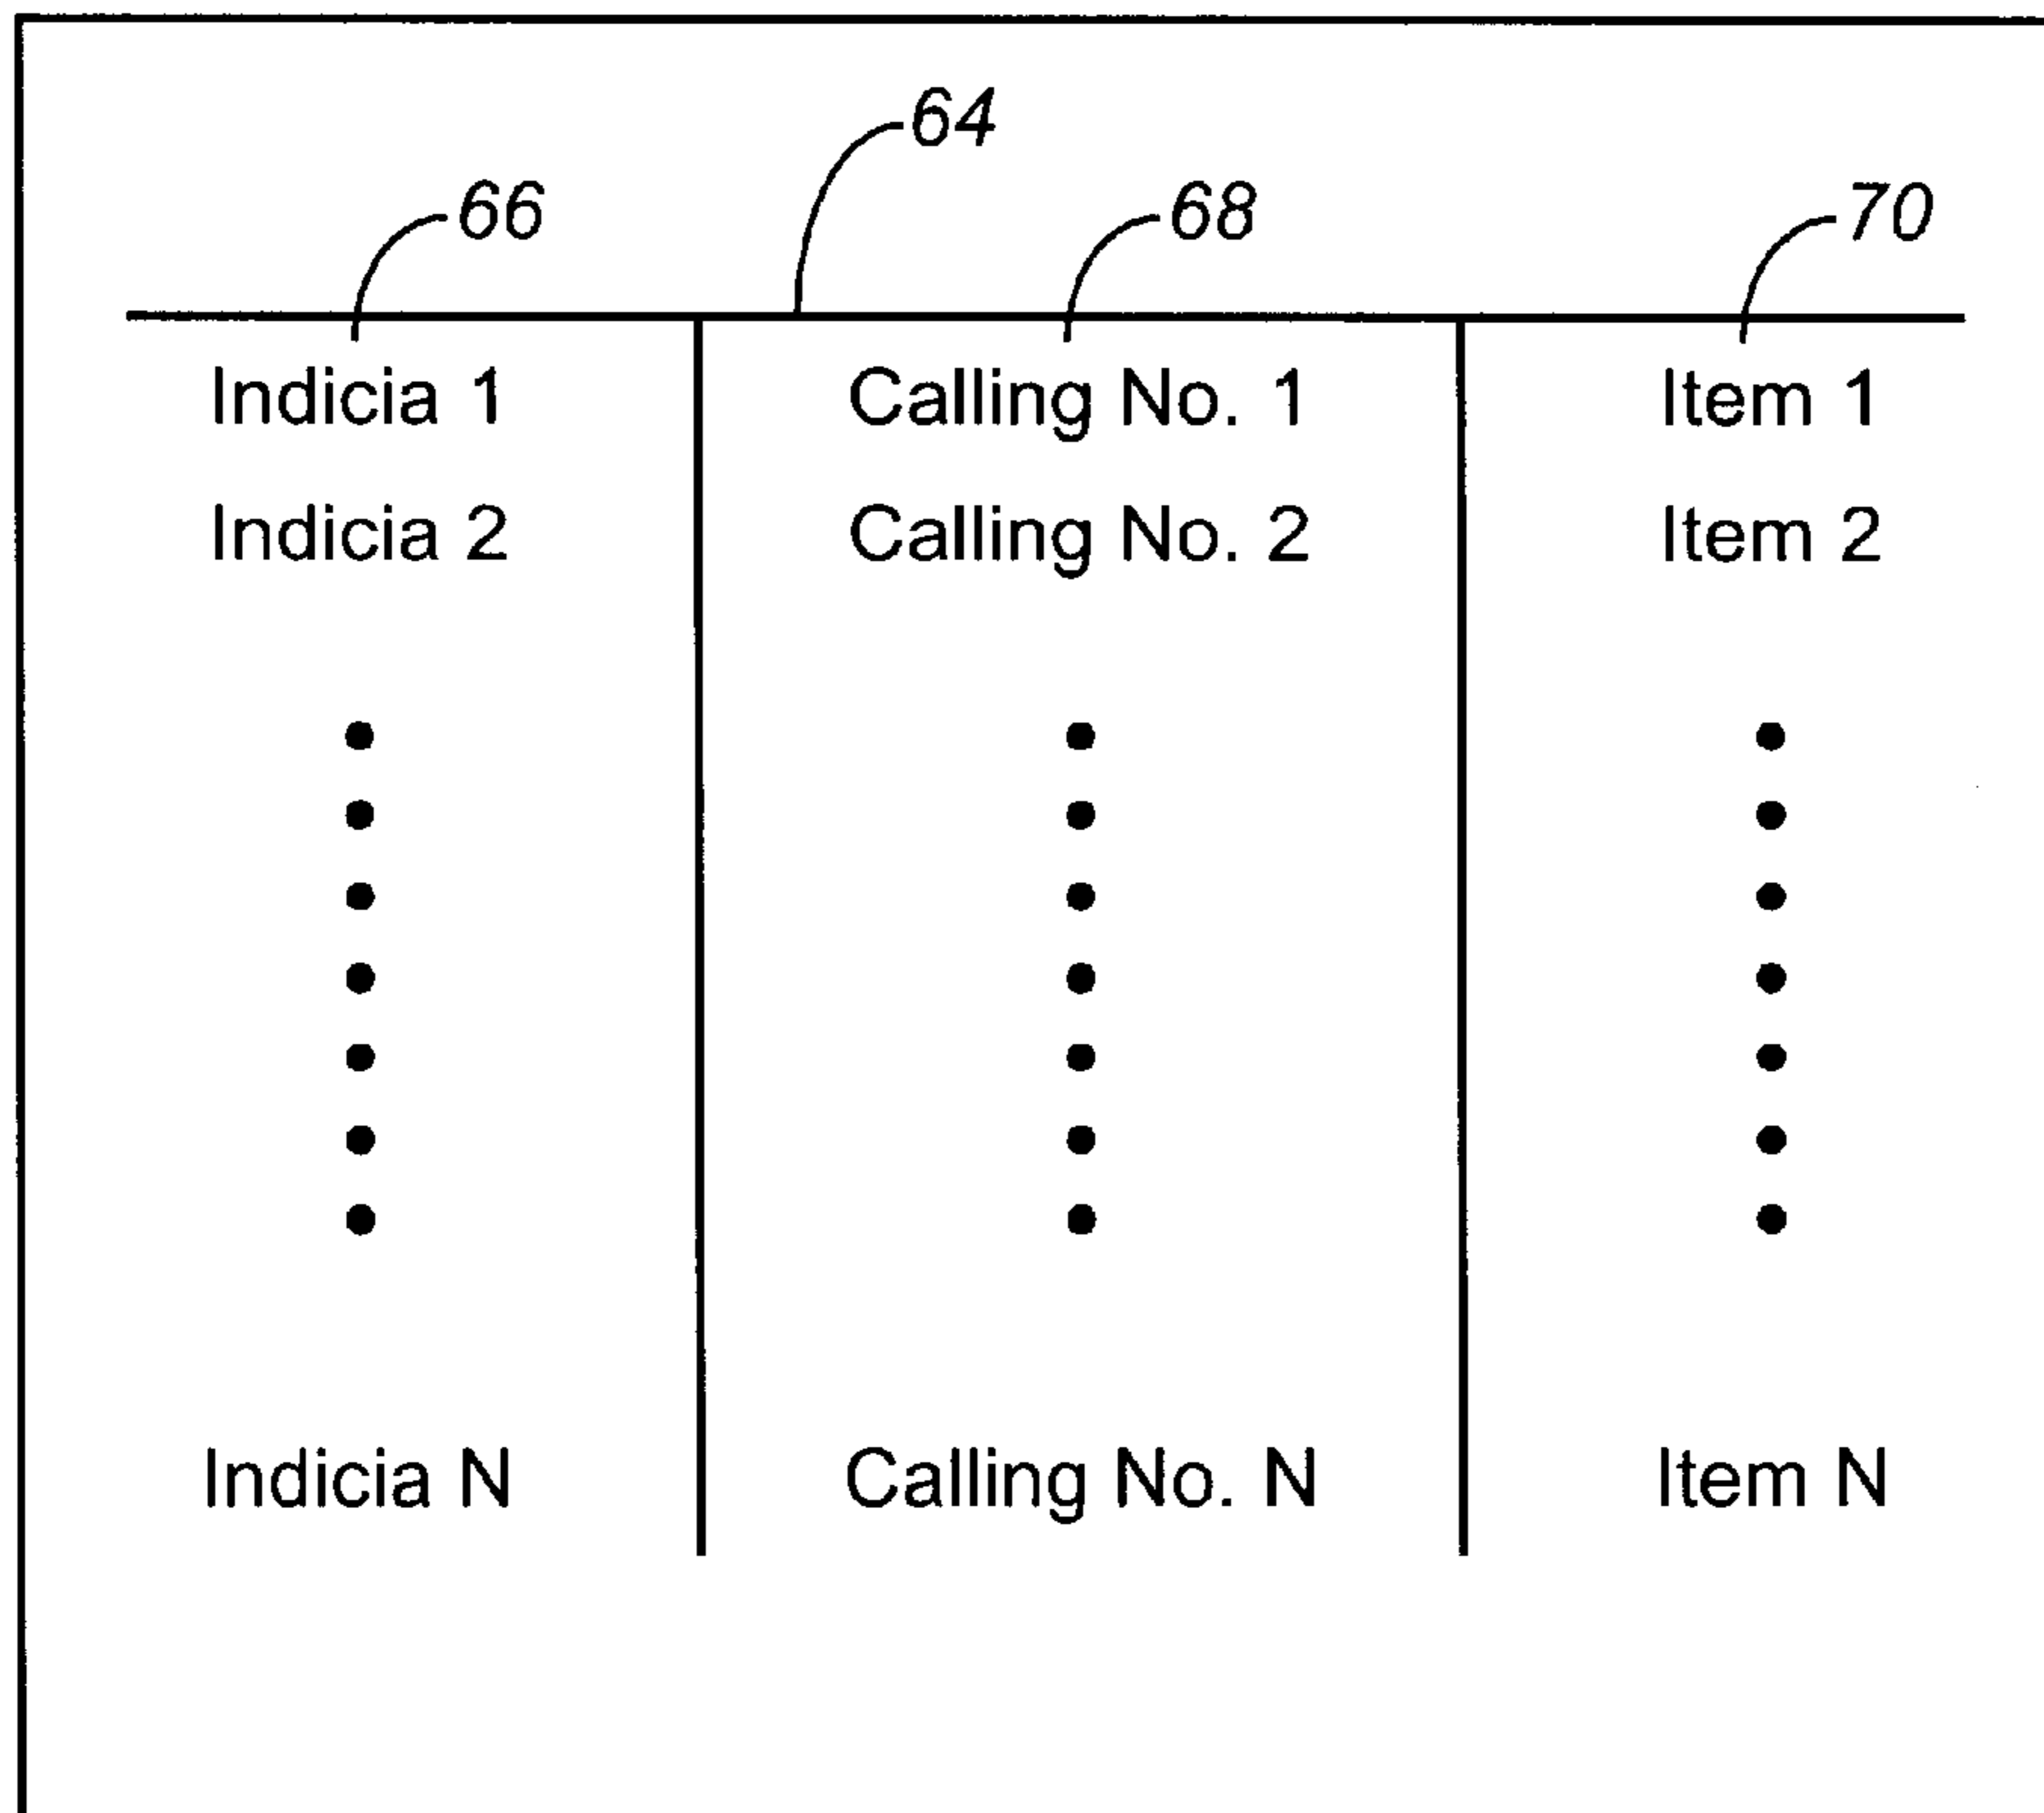 64
66 68 70
Indicia 1 Calling No. 1 Item 1
Indicia 2 Calling No. 2 Item 2
Indicia N Calling No. N Item N